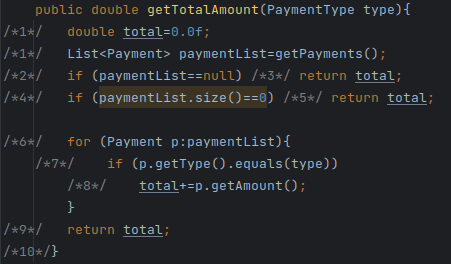 public double getTotalAmount(PaymentType type){
/*1*/ double total=0.0f;
/*1*/ List<Payment> paymentList=getPayments();
/*2*/ if (paymentList==null) /*3*/ return total;
/*4*/ if (paymentList.size()==0) /*5*/ return total;
/*6*/ for (Payment p:paymentList){
/*7*/ if (p.getType().equals(type))
/*8*/ total+=p.getAmount();
}
/*9*/ return total;
/*10*/}